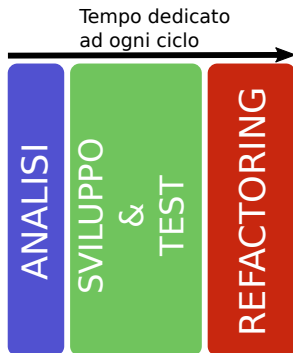 Tempo dedicato
ad ogni ciclo
ANALISI
SVILUPPO
&
TEST
REFACTORING